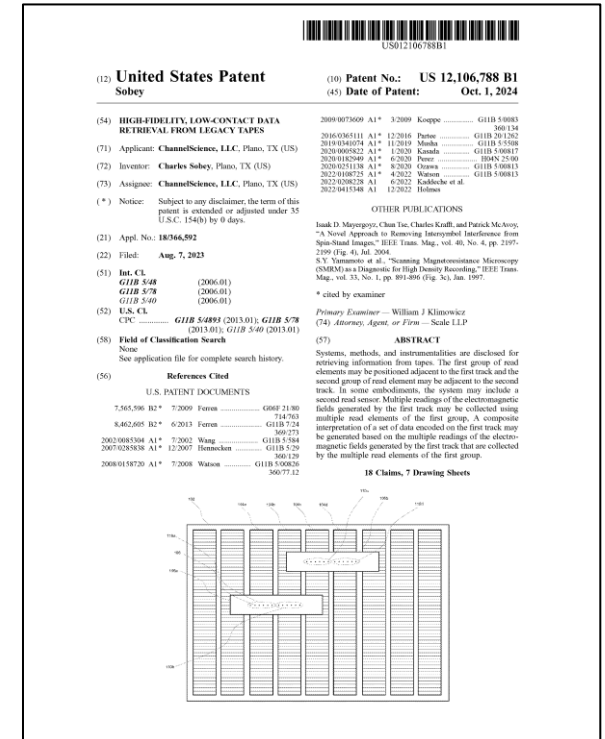 US012106788B1
(12) United States Patent
Sobey
(10) Patent No.: US 12,106,788 B1
(45) Date of Patent: Oct. 1, 2024
(54) HIGH-FIDELITY, LOW-CONTACT DATA
RETRIEVAL FROM LEGACY TAPES
(71) Applicant: ChannelScience, LLC, Plano, TX (US)
(72) Inventor: Charles Sobey, Plano, TX (US)
(73) Assignee: ChannelScience, LLC, Plano, TX (US)
( * ) Notice: Subject to any disclaimer, the term of this
patent is extended or adjusted under 35
U.S.C. 154(b) by 0 days.
(21) Appl. No.: 18/366,592
(22) Filed: Aug. 7, 2023
(51) Int. Cl.
G11B 5/48 (2006.01)
G11B 5/78 (2006.01)
G11B 5/40 (2006.01)
(52) U.S. Cl.
CPC ............ G11B 5/4893 (2013.01); G11B 5/78
(2013.01); G11B 5/40 (2013.01)
(58) Field of Classification Search
None
See application file for complete search history.
(56) References Cited
U.S. PATENT DOCUMENTS
7,565,596 B2 * 7/2009 Ferren ................ G06F 21/80
714/763
8,462,605 B2 * 6/2013 Ferren ................ G11B 7/24
369/273
2002/0085304 A1* 7/2002 Wang ................ G11B 5/584
2007/0285838 A1* 12/2007 Hennecken ............ G11B 5/29
360/129
2008/0158720 A1* 7/2008 Watson ............ G11B 5/00826
360/77.12
2009/0073609 A1* 3/2009 Koeppe ............ G11B 5/0083
360/134
2016/0363111 A1* 12/2016 Partee ............ G11B 20/1262
2019/0341074 A1* 11/2019 Musha ............ G11B 5/5508
2020/0005822 A1* 1/2020 Kasada ............ G11B 5/00817
2020/0182949 A1* 6/2020 Perez ............ H04N 25/00
2020/0251138 A1* 8/2020 Ozawa ............ G11B 5/00813
2022/0108725 A1* 4/2022 Watson ............ G11B 5/00813
2022/0208228 A1 6/2022 Kaddeche et al.
2022/0415348 A1 12/2022 Holmes
OTHER PUBLICATIONS
Isaak D. Mayergoyz, Chun Tse, Charles Krafft, and Patrick McAvoy,
"A Novel Approach to Removing Intersymbol Interference from
Spin-Stand Images," IEEE Trans. Mag., vol. 40, No. 4, pp. 2197-
2199 (Fig. 4), Jul. 2004.
S.Y. Yamamoto et al., "Scanning Magnetoresistance Microscopy
(SMRM) as a Diagnostic for High Density Recording," IEEE Trans.
Mag., vol. 33, No. 1, pp. 891-896 (Fig. 3c), Jan. 1997.
* cited by examiner
Primary Examiner — William J Klimowicz
(74) Attorney, Agent, or Firm — Scale LLP
(57) ABSTRACT
Systems, methods, and instrumentalities are disclosed for
retrieving information from tapes. The first group of read
elements may be positioned adjacent to the first track and the
second group of read element may be adjacent to the second
track. In some embodiments, the system may include a
second read sensor. Multiple readings of the electromagnetic
fields generated by the first track may be collected using
multiple read elements of the first group. A composite
interpretation of a set of data encoded on the first track may
be generated based on the multiple readings of the electro-
magnetic fields generated by the first track that are collected
by the multiple read elements of the first group.
18 Claims, 7 Drawing Sheets